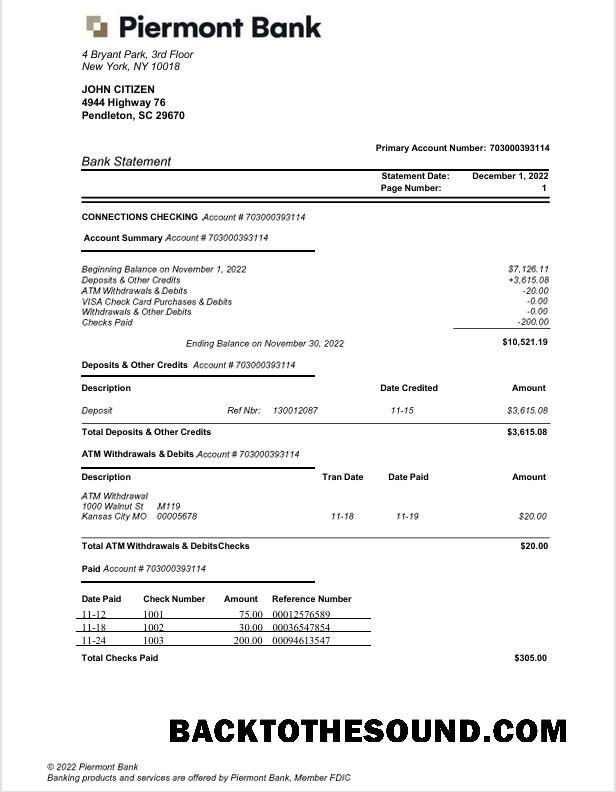 Piermont Bank
4 Bryant Park, 3rd Floor
New York, NY 10018
JOHN CITIZEN
4944 Highway 76
Pendleton, SC 29670
Primary Account Number: 703000393114
Bank Statement
Statement Date: December 1, 2022
Page Number: 1
CONNECTIONS CHECKING Account # 703000393114
Account Summary Account # 703000393114
Beginning Balance on November 1, 2022 $7,126.11
Deposits & Other Credits +3,615.08
ATM Withdrawals & Debits -20.00
VISA Check Card Purchases & Debits -0.00
Withdrawals & Other Debits -0.00
Checks Paid -200.00
Ending Balance on November 30, 2022 $10,521.19
Deposits & Other Credits Account # 703000393114
Description Date Credited Amount
Deposit Ref Nbr: 130012087 11-15 $3,615.08
Total Deposits & Other Credits $3,615.08
ATM Withdrawals & Debits Account # 703000393114
Description Tran Date Date Paid Amount
ATM Withdrawal
1000 Walnut St M119
Kansas City MO 00005678 11-18 11-19 $20.00
Total ATM Withdrawals & DebitsChecks $20.00
Paid Account # 703000393114
Date Paid Check Number Amount Reference Number
11-12 1001 75.00 00012576589
11-18 1002 30.00 00036547854
11-24 1003 200.00 00094613547
Total Checks Paid $305.00
BACKTOTHESOUND.COM
© 2022 Piermont Bank
Banking products and services are offered by Piermont Bank, Member FDIC